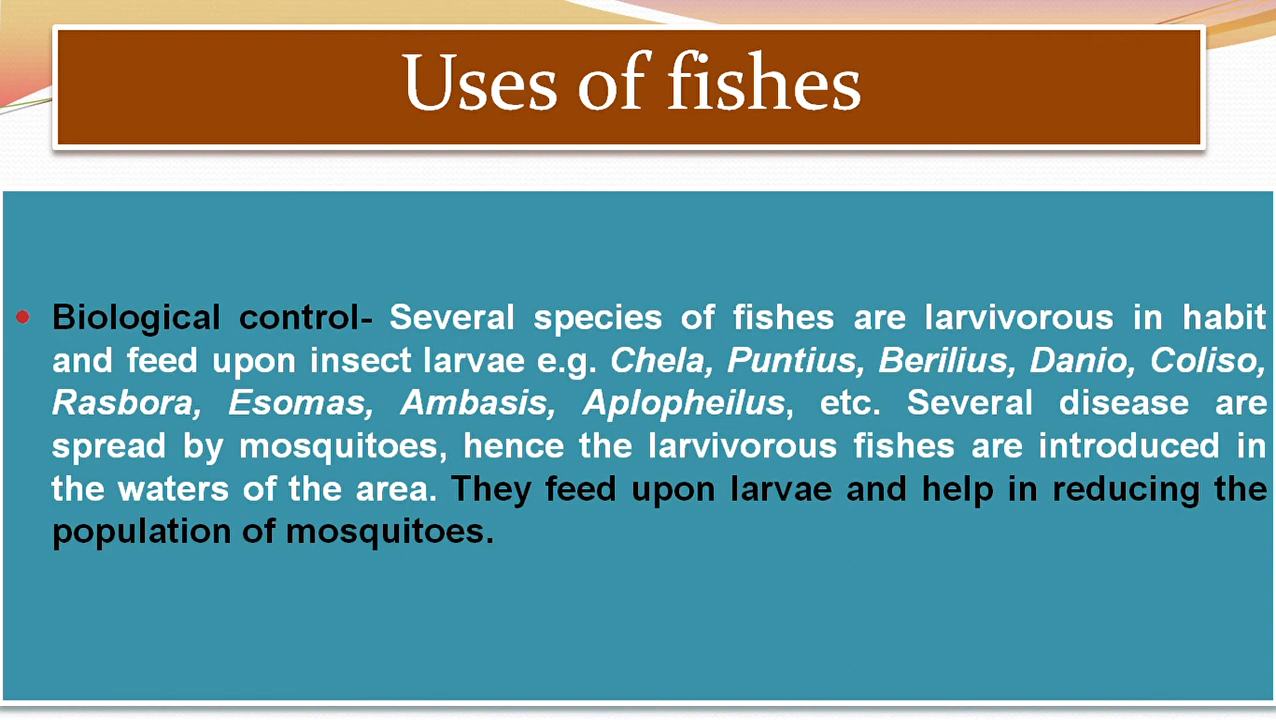 Uses of fishes
• Biological control- Several species of fishes are larvivorous in habit
and feed upon insect larvae e.g. Chela, Puntius, Berilius, Danio, Coliso,
Rasbora, Esomas, Ambasis, Aplopheilus, etc. Several disease are
spread by mosquitoes, hence the larvivorous fishes are introduced in
the waters of the area. They feed upon larvae and help in reducing the
population of mosquitoes.